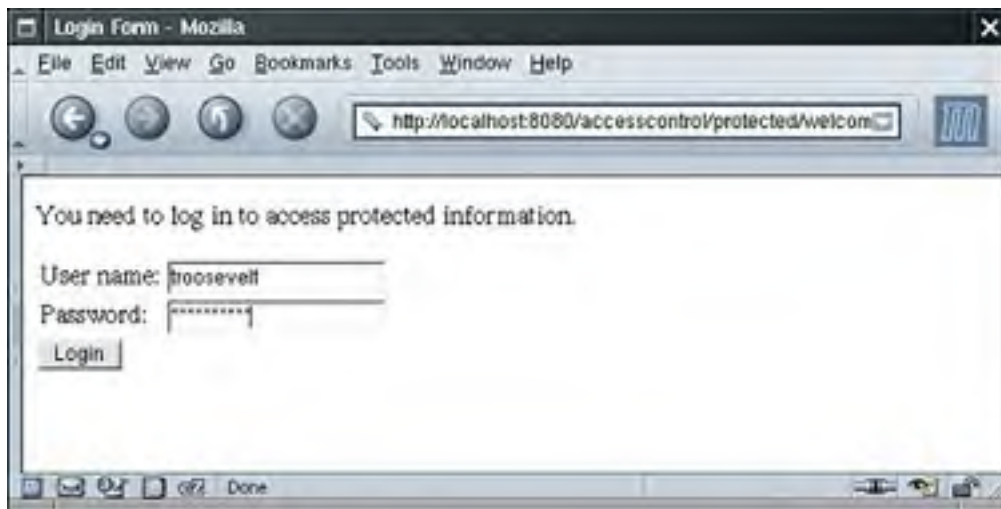 Login Form - Mozilla
File Edit View Go Bookmarks Tools Window Help
http://localhost:8080/accesscontrol/protected/welcom
You need to log in to access protected information.
User name: troosevelt
Password: **********
Login
Done